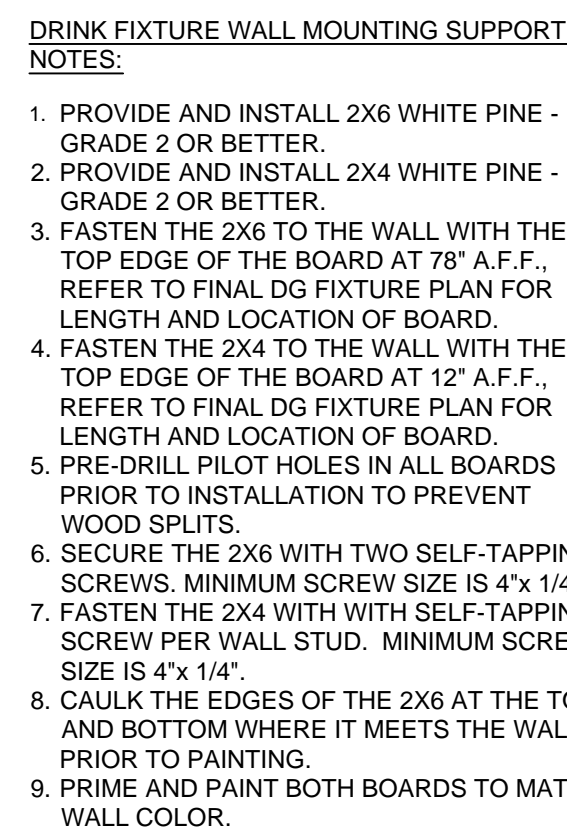 DRINK FIXTURE WALL MOUNTING SUPPORT
NOTES:
1. PROVIDE AND INSTALL 2X6 WHITE PINE -
GRADE 2 OR BETTER.
2. PROVIDE AND INSTALL 2X4 WHITE PINE -
GRADE 2 OR BETTER.
3. FASTEN THE 2X6 TO THE WALL WITH THE
TOP EDGE OF THE BOARD AT 78" A.F.F.,
REFER TO FINAL DG FIXTURE PLAN FOR
LENGTH AND LOCATION OF BOARD.
4. FASTEN THE 2X4 TO THE WALL WITH THE
TOP EDGE OF THE BOARD AT 12" A.F.F.,
REFER TO FINAL DG FIXTURE PLAN FOR
LENGTH AND LOCATION OF BOARD.
5. PRE-DRILL PILOT HOLES IN ALL BOARDS
PRIOR TO INSTALLATION TO PREVENT
WOOD SPLITS.
6. SECURE THE 2X6 WITH TWO SELF-TAPPIN
SCREWS. MINIMUM SCREW SIZE IS 4"x 1/4
7. FASTEN THE 2X4 WITH WITH SELF-TAPPIN
SCREW PER WALL STUD. MINIMUM SCRE
SIZE IS 4"x 1/4".
8. CAULK THE EDGES OF THE 2X6 AT THE TO
AND BOTTOM WHERE IT MEETS THE WAL
PRIOR TO PAINTING.
9. PRIME AND PAINT BOTH BOARDS TO MAT
WALL COLOR.